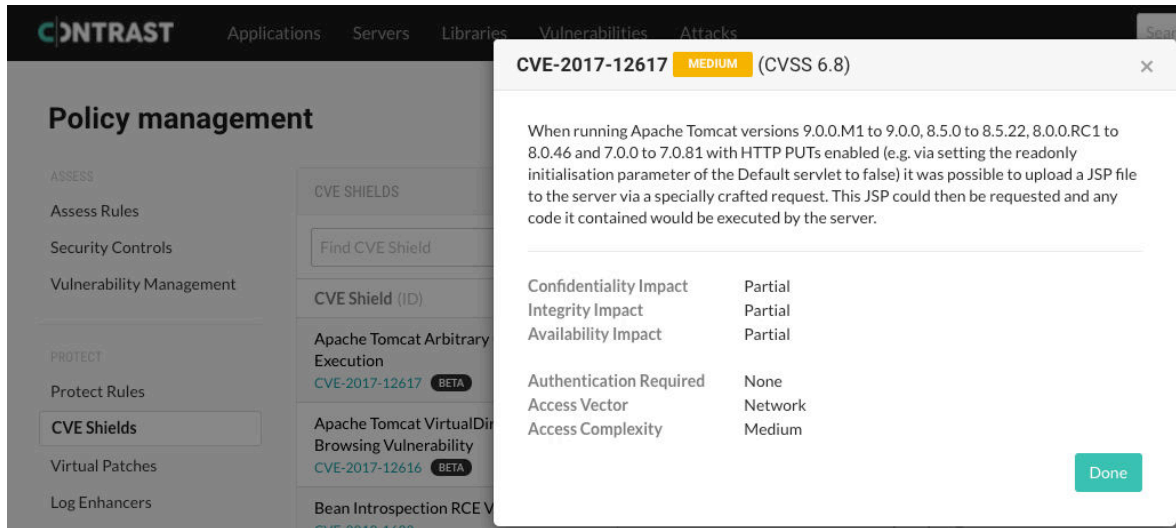 CONTRAST
Applications Servers Libraries Vulnerabilities Attacks
CVE-2017-12617 MEDIUM (CVSS 6.8) ×
Policy management
ASSESS
Assess Rules
Security Controls
Vulnerability Management
PROTECT
Protect Rules
CVE Shields
Virtual Patches
Log Enhancers
CVE SHIELDS
Find CVE Shield
CVE Shield (ID)
Apache Tomcat Arbitrary
Execution
CVE-2017-12617 BETA
Apache Tomcat VirtualDir
Browsing Vulnerability
CVE-2017-12616 BETA
Bean Introspection RCE V
When running Apache Tomcat versions 9.0.0.M1 to 9.0.0, 8.5.0 to 8.5.22, 8.0.0.RC1 to
8.0.46 and 7.0.0 to 7.0.81 with HTTP PUTs enabled (e.g. via setting the readonly
initialisation parameter of the Default servlet to false) it was possible to upload a JSP file
to the server via a specially crafted request. This JSP could then be requested and any
code it contained would be executed by the server.
Confidentiality Impact Partial
Integrity Impact Partial
Availability Impact Partial
Authentication Required None
Access Vector Network
Access Complexity Medium
Done